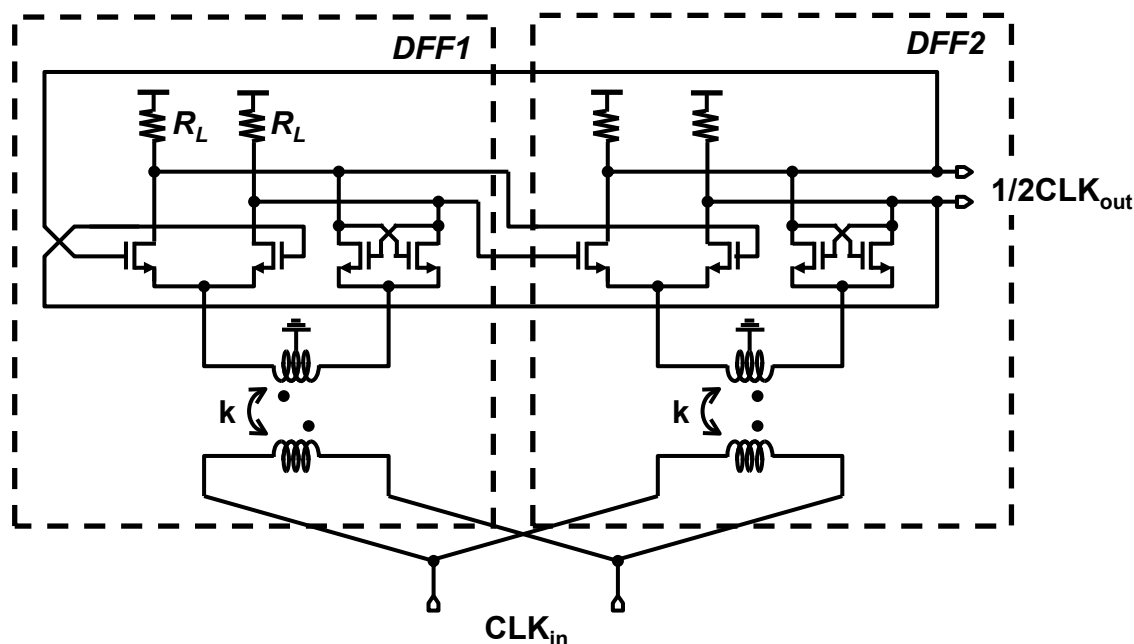 DFF1
DFF2
R_L
R_L
1/2CLK_out
k
k
CLK_in